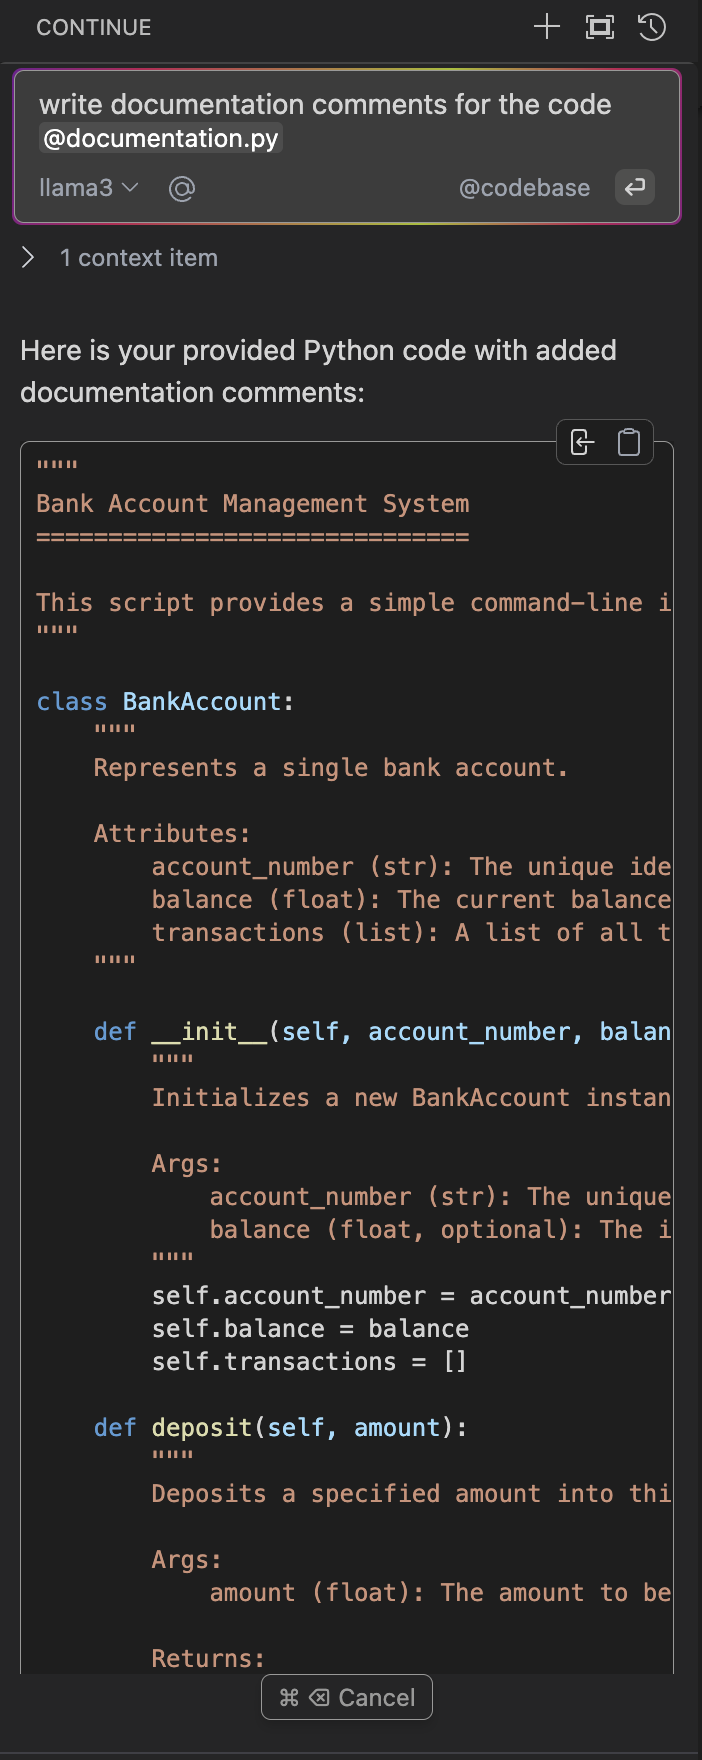 CONTINUE
write documentation comments for the code
@documentation.py
llama3 @ @codebase
1 context item
Here is your provided Python code with added
documentation comments:
"""
Bank Account Management System
==============================
This script provides a simple command-line i
"""
class BankAccount:
"""
Represents a single bank account.
Attributes:
account_number (str): The unique ide
balance (float): The current balance
transactions (list): A list of all t
"""
def __init__(self, account_number, balan
"""
Initializes a new BankAccount instan
Args:
account_number (str): The unique
balance (float, optional): The i
"""
self.account_number = account_number
self.balance = balance
self.transactions = []
def deposit(self, amount):
"""
Deposits a specified amount into thi
Args:
amount (float): The amount to be
Returns:
⌘ ⌫ Cancel